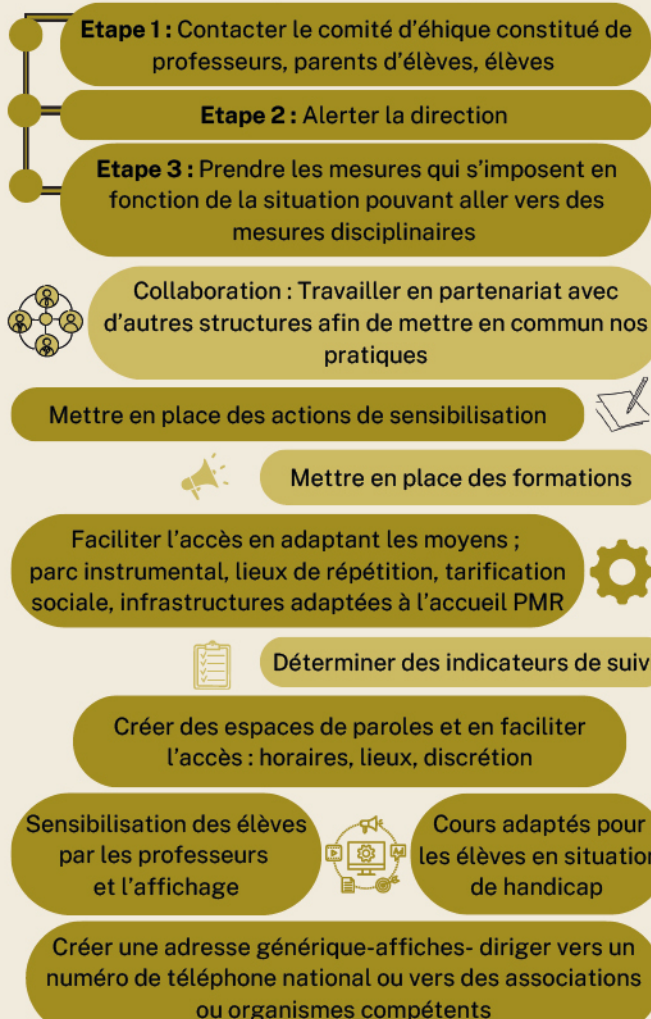 Etape 1 : Contacter le comité d'éhique constitué de
professeurs, parents d'élèves, élèves
Etape 2 : Alerter la direction
Etape 3 : Prendre les mesures qui s'imposent en
fonction de la situation pouvant aller vers des
mesures disciplinaires
Collaboration : Travailler en partenariat avec
d'autres structures afin de mettre en commun nos
pratiques
Mettre en place des actions de sensibilisation
Mettre en place des formations
Faciliter l'accès en adaptant les moyens ;
parc instrumental, lieux de répétition, tarification
sociale, infrastructures adaptées à l'accueil PMR
Déterminer des indicateurs de suiv
Créer des espaces de paroles et en faciliter
l'accès : horaires, lieux, discrétion
Sensibilisation des élèves
par les professeurs
et l'affichage
Cours adaptés pour
les élèves en situation
de handicap
Créer une adresse générique-affiches- diriger vers un
numéro de téléphone national ou vers des associations
ou organismes compétents